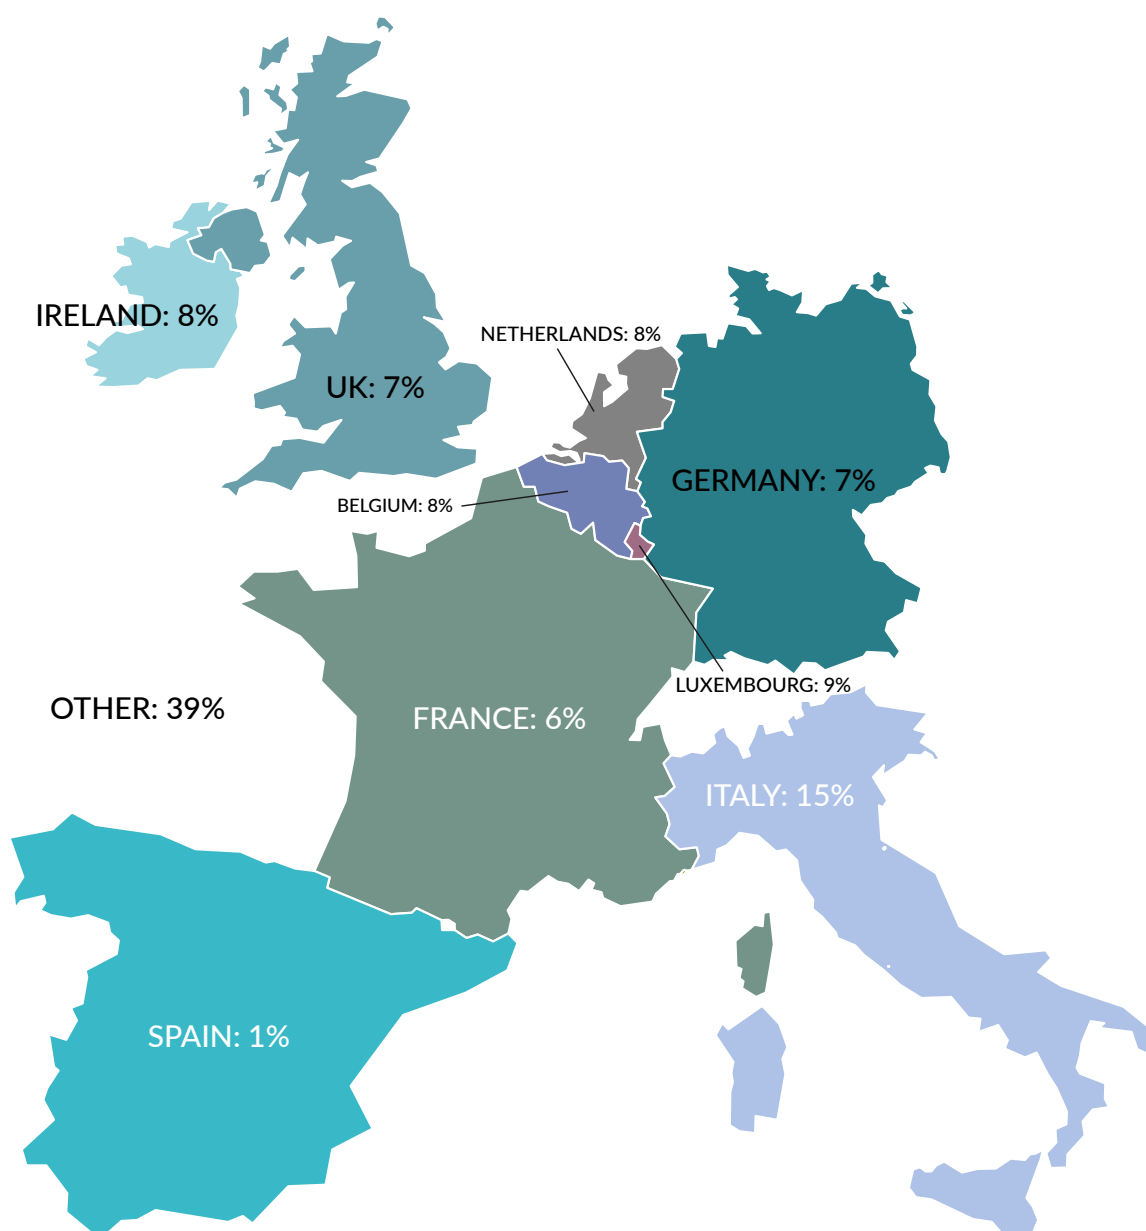 IRELAND: 8%
NETHERLANDS: 8%
UK: 7%
GERMANY: 7%
BELGIUM: 8%
LUXEMBOURG: 9%
OTHER: 39%
FRANCE: 6%
ITALY: 15%
SPAIN: 1%